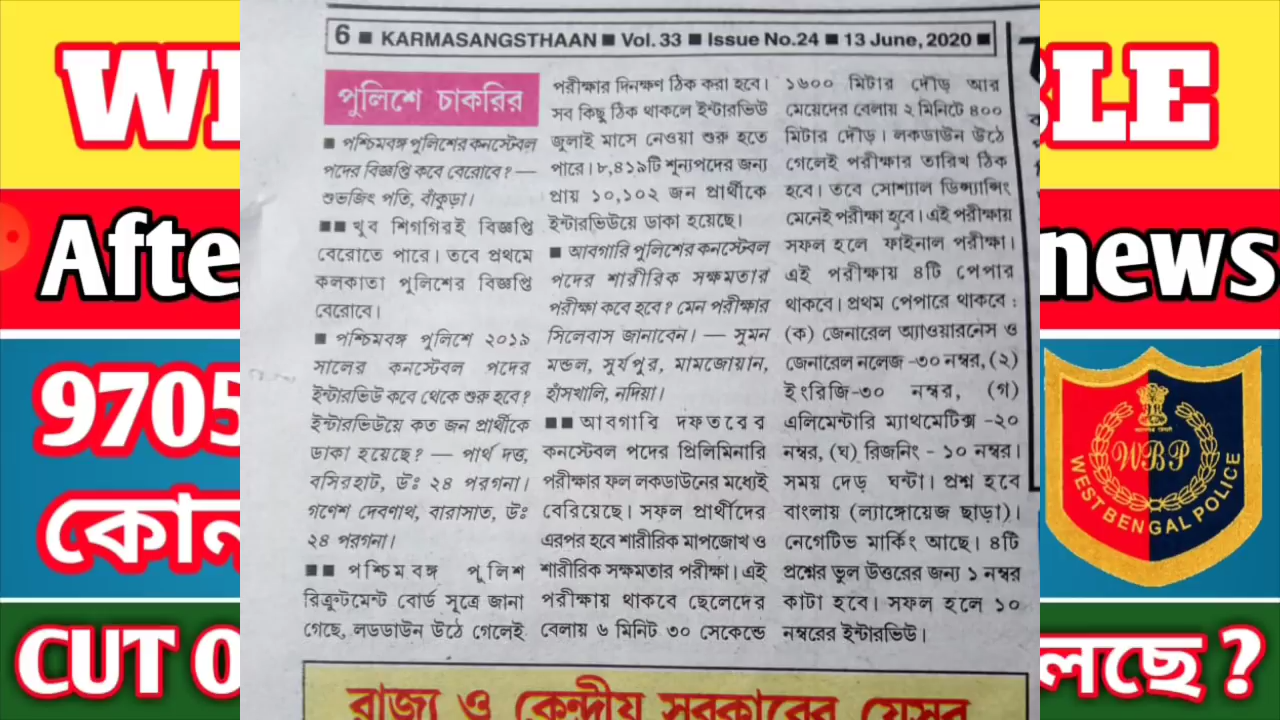 6 ■ KARMASANGSTHAAN ■ Vol. 33 ■ Issue No.24 ■ 13 June, 2020 ■
পুলিশে চাকরির
■ পশ্চিমবঙ্গ পুলিশের কনস্টেবল
পদের বিজ্ঞপ্তি কবে বেরোবে? —
শুভজিৎ পতি, বাঁকুড়া।
■■ খুব শিগগিরই বিজ্ঞপ্তি
বেরোতে পারে। তবে প্রথমে
কলকাতা পুলিশের বিজ্ঞপ্তি
বেরোবে।
■ পশ্চিমবঙ্গ পুলিশে ২০১৯
সালের কনস্টেবল পদের
ইন্টারভিউ কবে থেকে শুরু হবে?
ইন্টারভিউয়ে কত জন প্রার্থীকে
ডাকা হয়েছে? — পার্থ দত্ত,
বসিরহাট, উঃ ২৪ পরগনা।
গণেশ দেবনাথ, বারাসাত, উঃ
২৪ পরগনা।
■■ পশ্চিমবঙ্গ পুলিশ
রিক্রুটমেন্ট বোর্ড সূত্রে জানা
গেছে, লডডাউন উঠে গেলেই
পরীক্ষার দিনক্ষণ ঠিক করা হবে।
সব কিছু ঠিক থাকলে ইন্টারভিউ
জুলাই মাসে নেওয়া শুরু হতে
পারে। ৮,৪১৯টি শূন্যপদের জন্য
প্রায় ১০,১০২ জন প্রার্থীকে
ইন্টারভিউয়ে ডাকা হয়েছে।
■ আবগারি পুলিশের কনস্টেবল
পদের শারীরিক সক্ষমতার
পরীক্ষা কবে হবে? মেন পরীক্ষার
সিলেবাস জানাবেন। — সুমন
মন্ডল, সূর্যপুর, মামজোয়ান,
হাঁসখালি, নদিয়া।
■■ আবগারি দফতরের
কনস্টেবল পদের প্রিলিমিনারি
পরীক্ষার ফল লকডাউনের মধ্যেই
বেরিয়েছে। সফল প্রার্থীদের
এরপর হবে শারীরিক মাপজোখ ও
শারীরিক সক্ষমতার পরীক্ষা। এই
পরীক্ষায় থাকবে ছেলেদের
বেলায় ৬ মিনিট ৩০ সেকেন্ডে
১৬০০ মিটার দৌড় আর
মেয়েদের বেলায় ২ মিনিটে ৪০০
মিটার দৌড়। লকডাউন উঠে
গেলেই পরীক্ষার তারিখ ঠিক
হবে। তবে সোশ্যাল ডিস্ট্যান্সিং
মেনেই পরীক্ষা হবে। এই পরীক্ষায়
সফল হলে ফাইনাল পরীক্ষা।
এই পরীক্ষায় ৪টি পেপার
থাকবে। প্রথম পেপারে থাকবে :
(ক) জেনারেল অ্যাওয়ারনেস ও
জেনারেল নলেজ -৩০ নম্বর, (২)
ইংরিজি-৩০ নম্বর, (গ)
এলিমেন্টারি ম্যাথমেটিক্স -২০
নম্বর, (ঘ) রিজনিং - ১০ নম্বর।
সময় দেড় ঘন্টা। প্রশ্ন হবে
বাংলায় (ল্যাঙ্গোয়েজ ছাড়া)।
নেগেটিভ মার্কিং আছে। ৪টি
প্রশ্নের ভুল উত্তরের জন্য ১ নম্বর
কাটা হবে। সফল হলে ১০
নম্বরের ইন্টারভিউ।
রাজ্য ও কেন্দ্রীয় সরকারের যেসব
Afte
news
9705
কোন
CUT O
লছে ?
WBP
WEST BENGAL POLICE